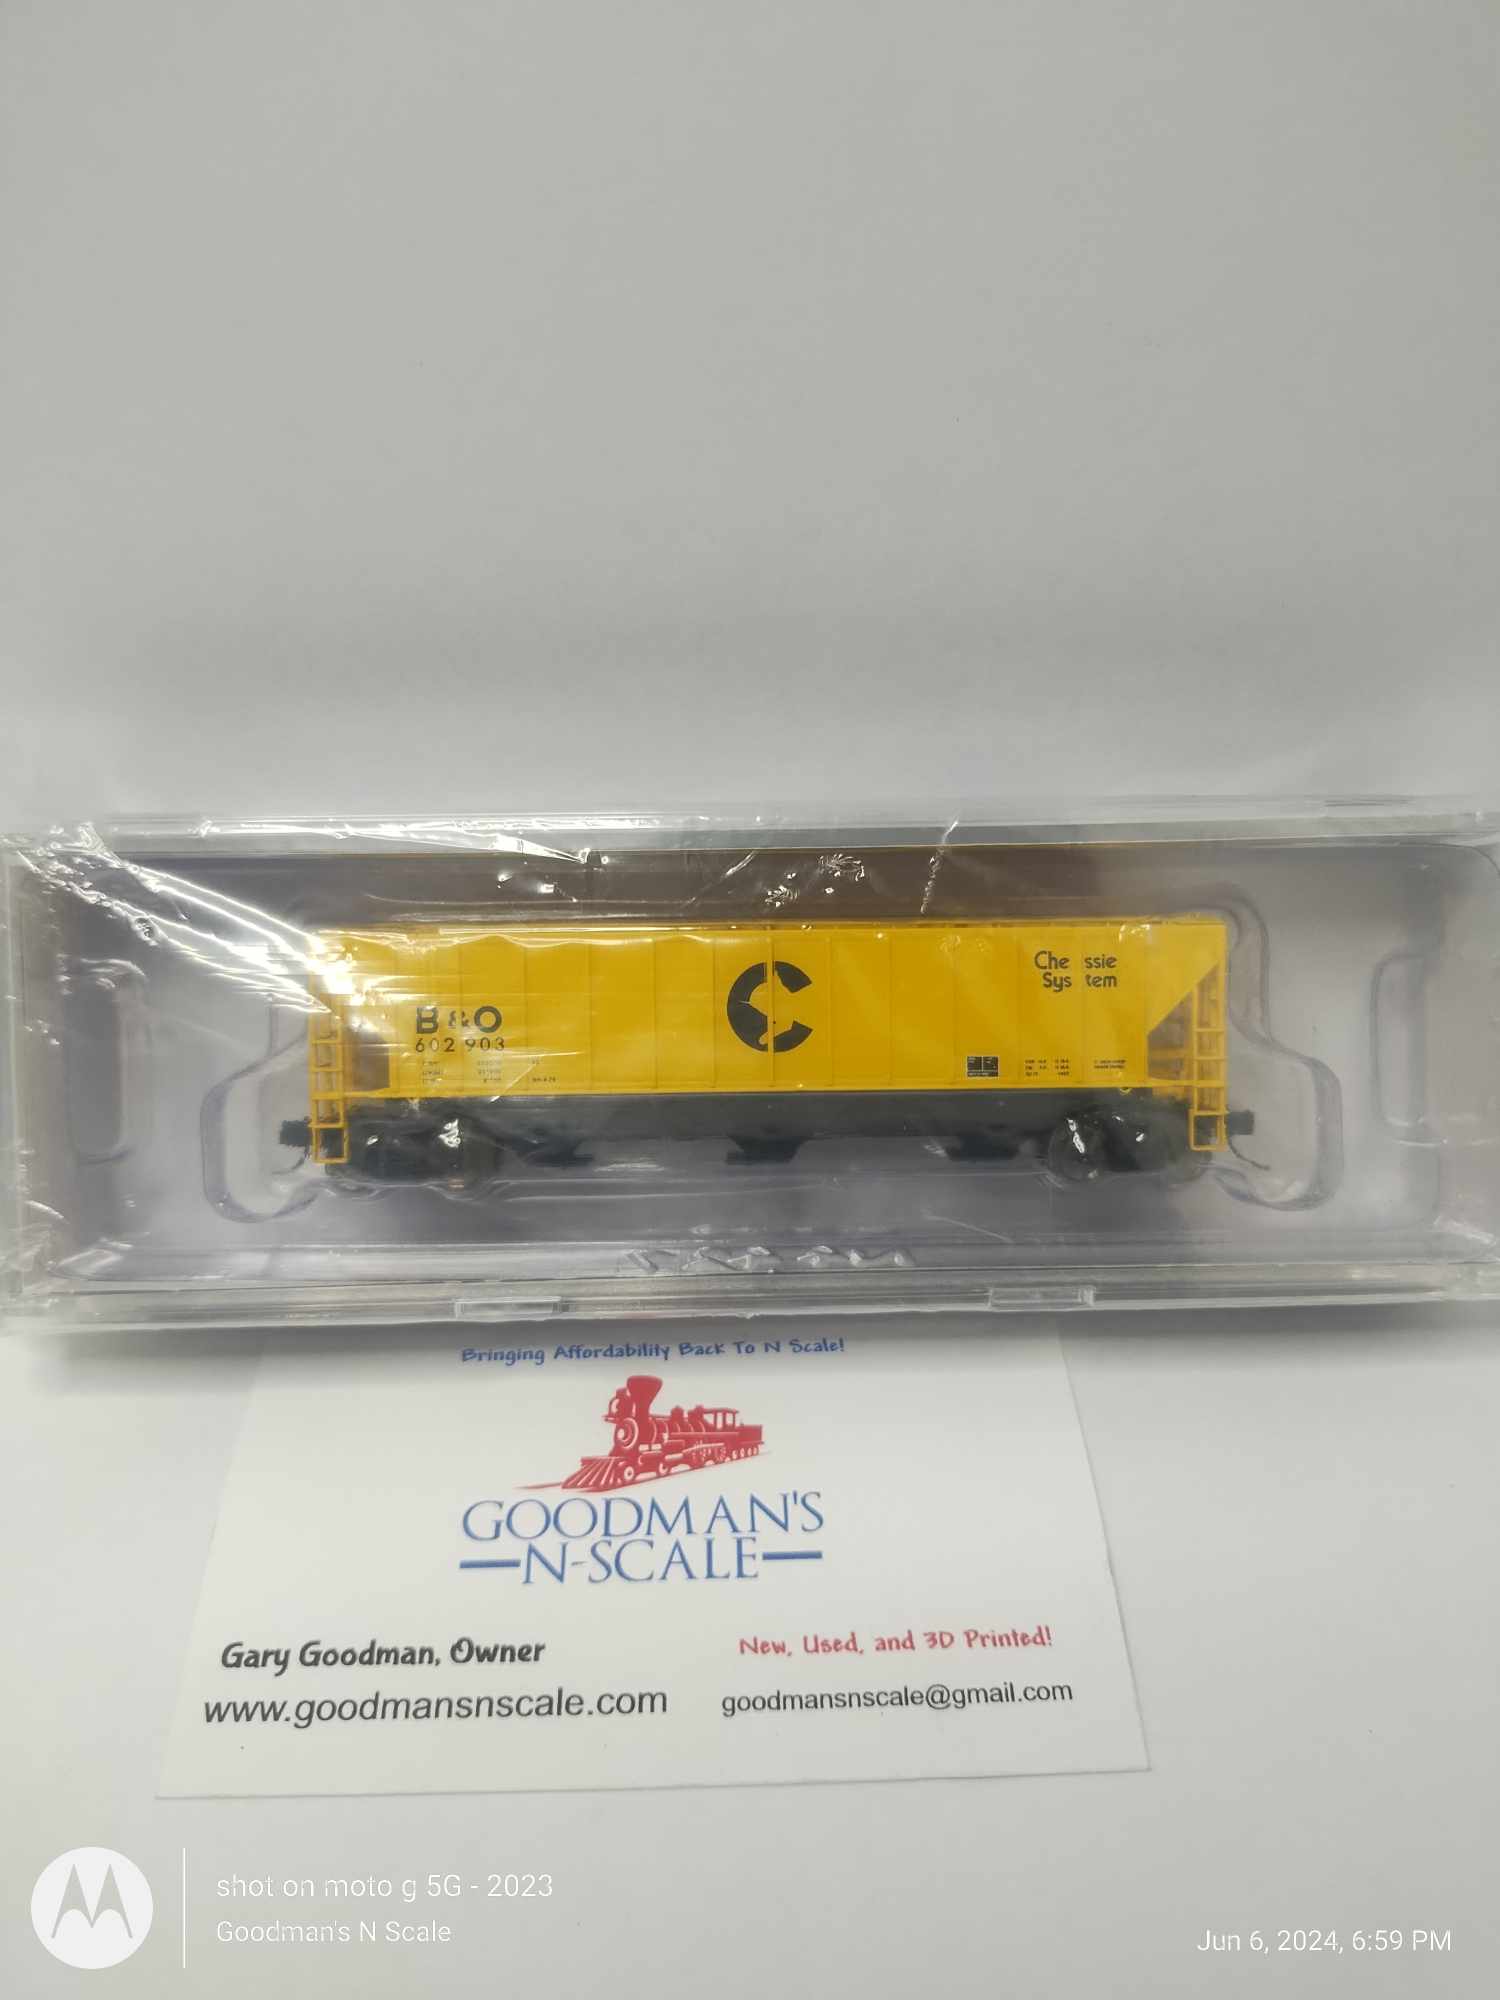 Che ssie
Sys tem
B&O
602 903
Bringing Affordability Back To N Scale!
GOODMAN'S
N-SCALE
Gary Goodman, Owner
New, Used, and 3D Printed!
www.goodmansnscale.com
goodmansnscale@gmail.com
shot on moto g 5G - 2023
Goodman's N Scale
Jun 6, 2024, 6:59 PM